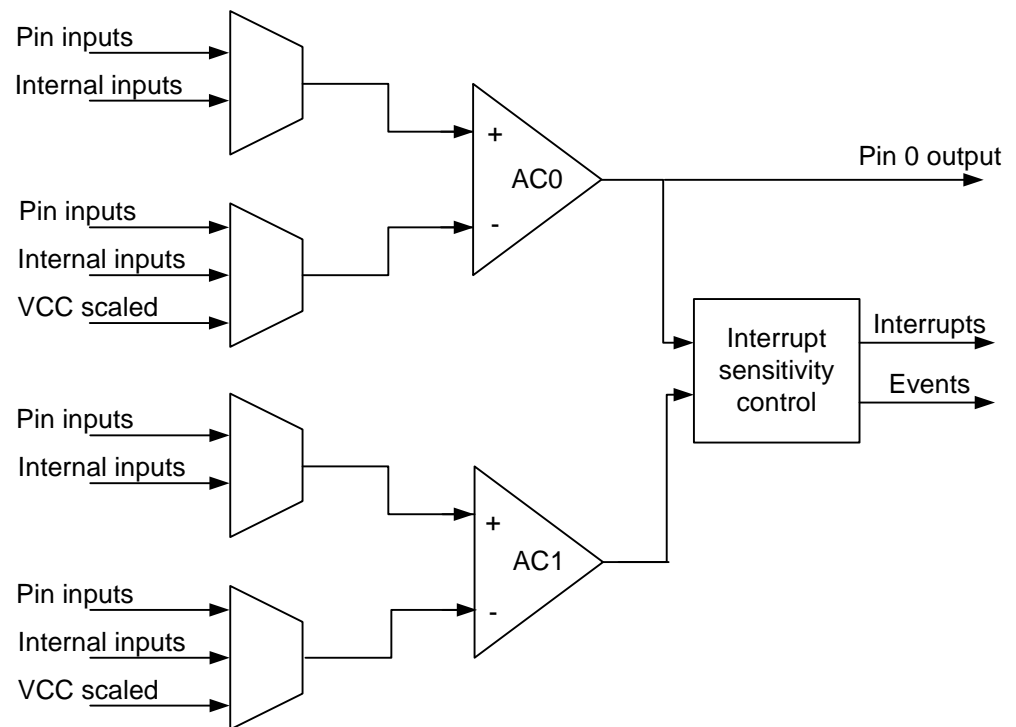 Pin inputs
Internal inputs
+
AC0
-
Pin 0 output
Pin inputs
Internal inputs
VCC scaled
Interrupt
sensitivity
control
Interrupts
Events
Pin inputs
Internal inputs
+
AC1
-
Pin inputs
Internal inputs
VCC scaled